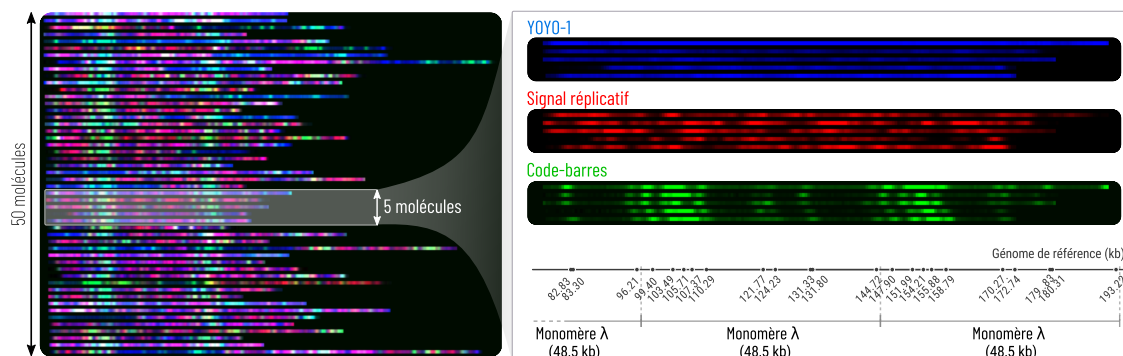 50 molécules
5 molécules
YOYO-1
Signal réplicatif
Code-barres
Génome de référence (kb)
82.83
83.30
96.21
99.40
103.49
105.71
107.37
110.29
121.77
124.23
131.35
131.80
144.72
147.90
151.99
154.21
155.88
158.79
170.27
172.74
179.83
180.31
193.22
Monomère λ
(48.5 kb)
Monomère λ
(48.5 kb)
Monomère λ
(48.5 kb)